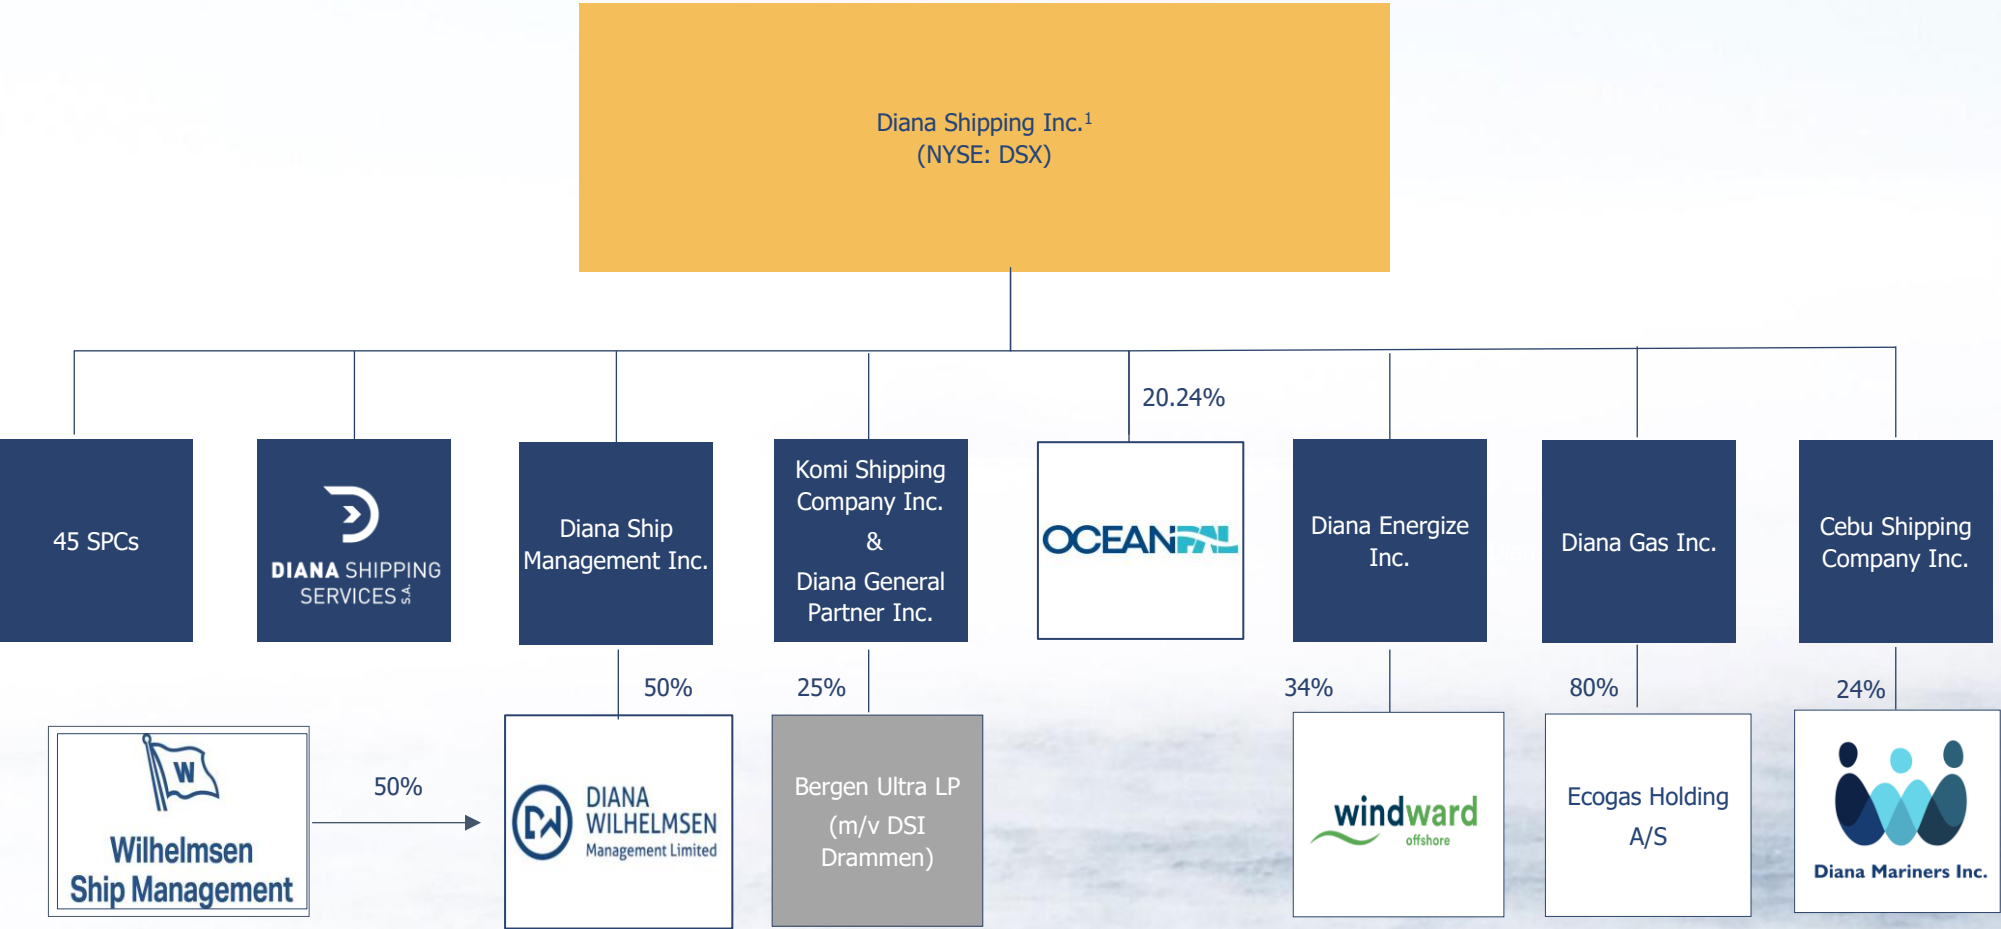 Diana Shipping Inc.¹
(NYSE: DSX)
20.24%
45 SPCs
DIANA SHIPPING
SERVICES S.A.
Diana Ship
Management Inc.
Komi Shipping
Company Inc.
&
Diana General
Partner Inc.
OCEANPAL
Diana Energize
Inc.
Diana Gas Inc.
Cebu Shipping
Company Inc.
50%
25%
34%
80%
24%
W
Wilhelmsen
Ship Management
50%
DW
DIANA
WILHELMSEN
Management Limited
Bergen Ultra LP
(m/v DSI
Drammen)
windward
offshore
Ecogas Holding
A/S
Diana Mariners Inc.